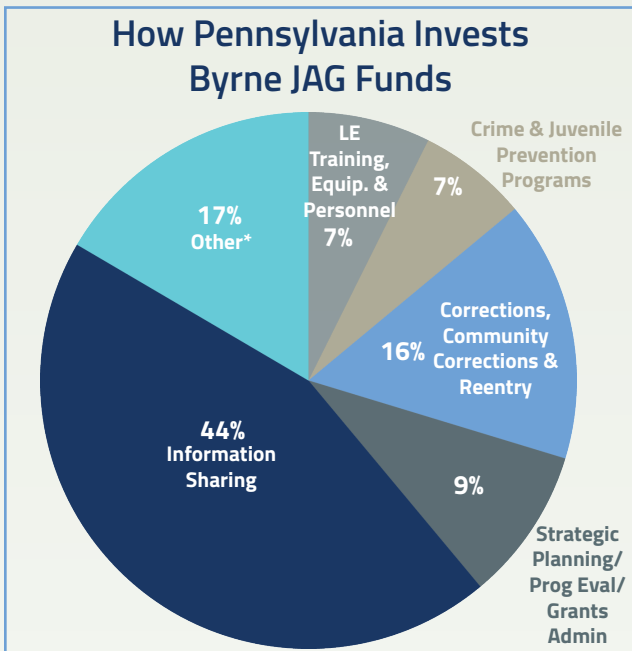 How Pennsylvania Invests
Byrne JAG Funds
LE
Training,
Equip. &
Personnel
7%
Crime & Juvenile
Prevention
Programs
7%
Corrections,
Community
Corrections &
Reentry
16%
9%
Strategic
Planning/
Prog Eval/
Grants
Admin
44%
Information
Sharing
17%
Other*